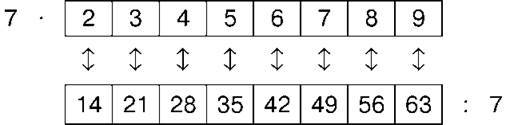 7 · 2 3 4 5 6 7 8 9
↕ ↕ ↕ ↕ ↕ ↕ ↕ ↕
14 21 28 35 42 49 56 63 : 7